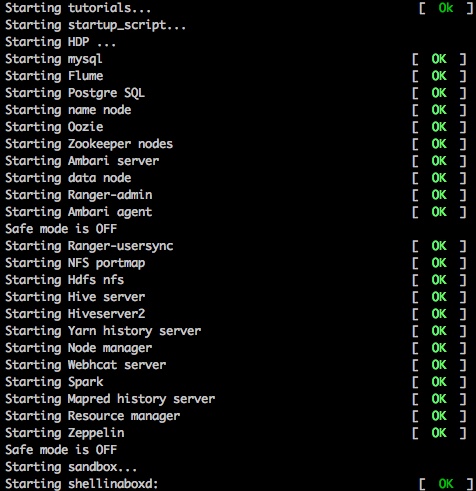 Starting tutorials... [ Ok ]
Starting startup_script...
Starting HDP ...
Starting mysql [ OK ]
Starting Flume [ OK ]
Starting Postgre SQL [ OK ]
Starting name node [ OK ]
Starting Oozie [ OK ]
Starting Zookeeper nodes [ OK ]
Starting Ambari server [ OK ]
Starting data node [ OK ]
Starting Ranger-admin [ OK ]
Starting Ambari agent [ OK ]
Safe mode is OFF
Starting Ranger-usersync [ OK ]
Starting NFS portmap [ OK ]
Starting Hdfs nfs [ OK ]
Starting Hive server [ OK ]
Starting Hiveserver2 [ OK ]
Starting Yarn history server [ OK ]
Starting Node manager [ OK ]
Starting Webhcat server [ OK ]
Starting Spark [ OK ]
Starting Mapred history server [ OK ]
Starting Resource manager [ OK ]
Starting Zeppelin [ OK ]
Safe mode is OFF
Starting sandbox...
Starting shellinaboxd: [ OK ]